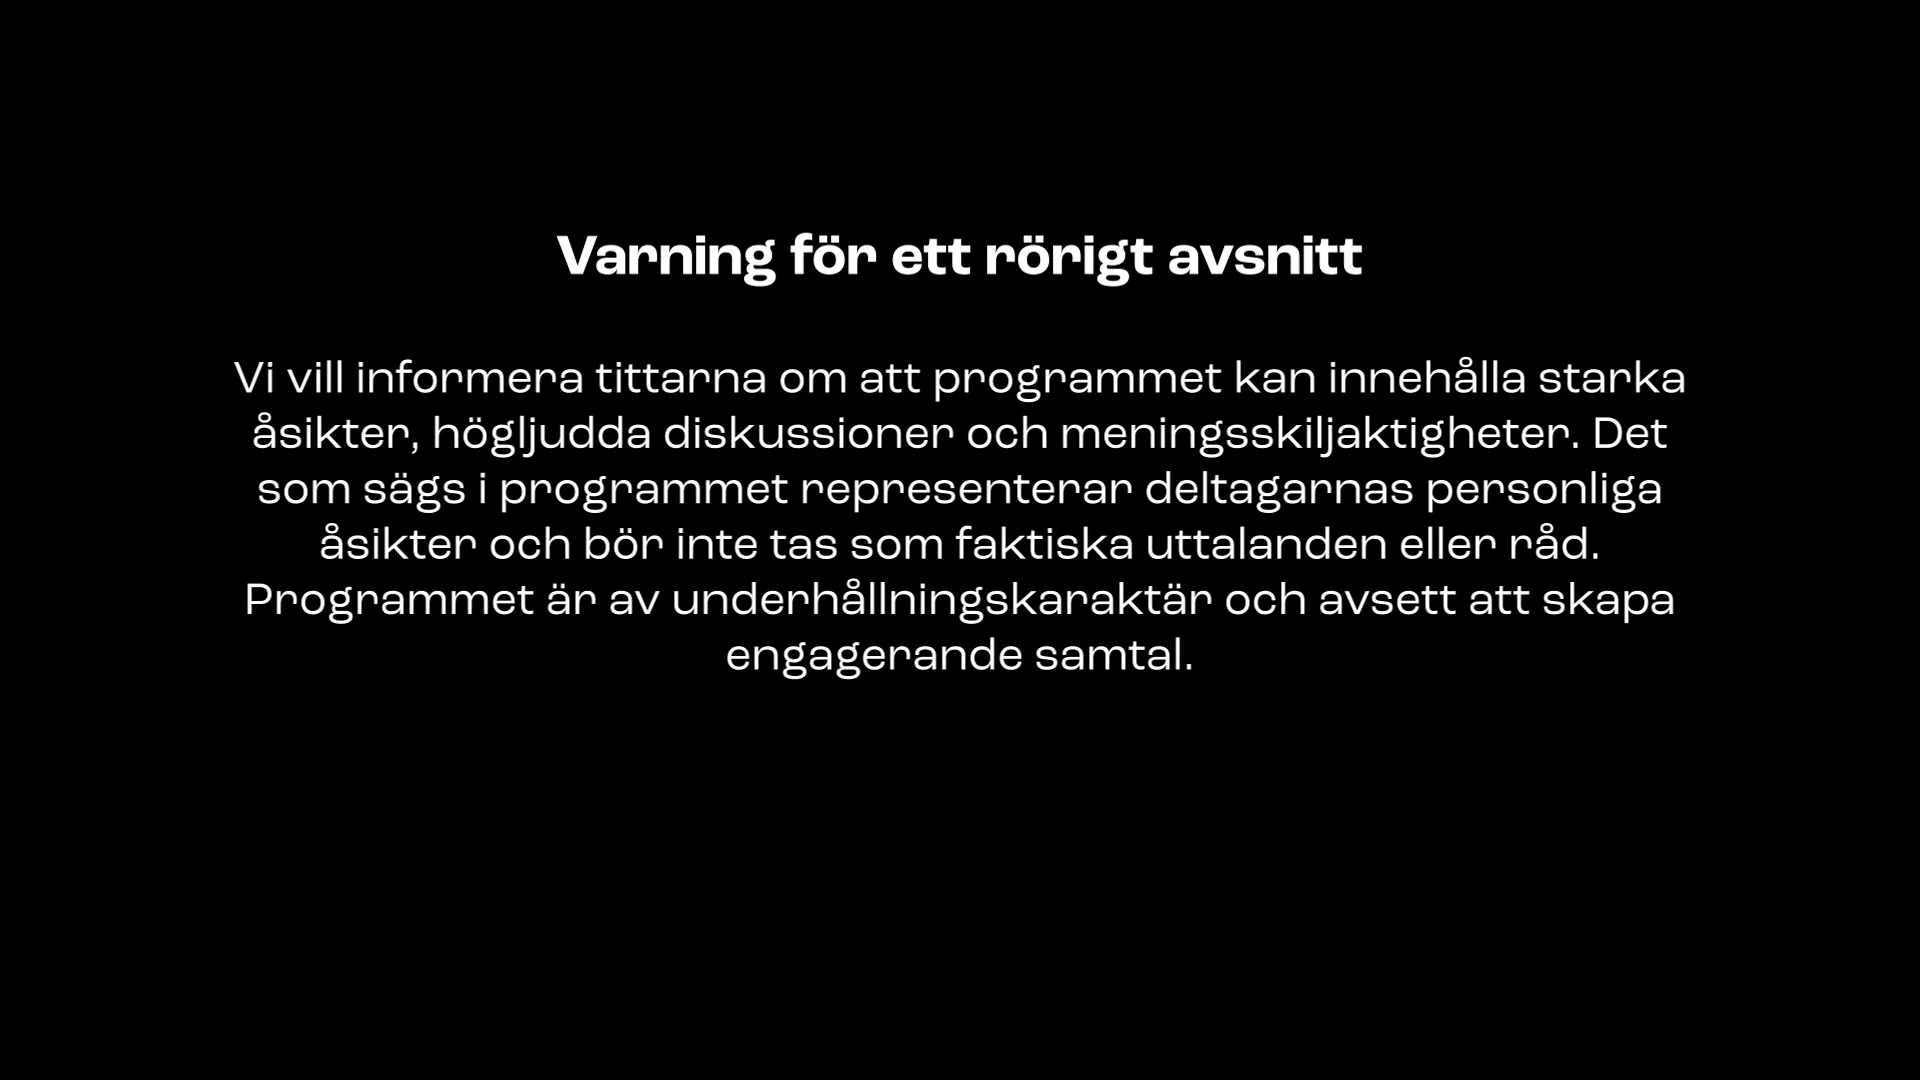 Varning för ett rörigt avsnitt
Vi vill informera tittarna om att programmet kan innehålla starka
åsikter, högljudda diskussioner och meningsskiljaktigheter. Det
som sägs i programmet representerar deltagarnas personliga
åsikter och bör inte tas som faktiska uttalanden eller råd.
Programmet är av underhållningskaraktär och avsett att skapa
engagerande samtal.